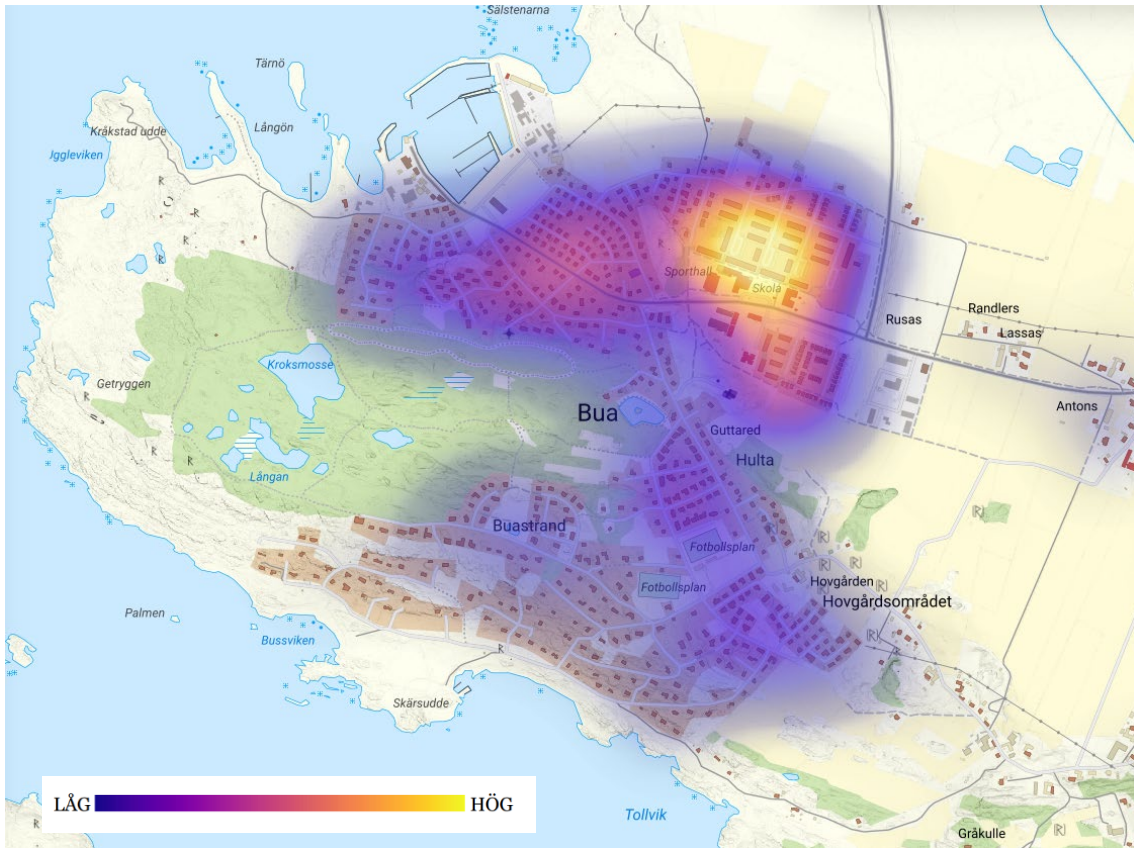 Sälstenarna
Tärnö
Kråkstad udde
Långön
Iggleviken
Sporthall
Skola
Rusas
Randlers
Lassas
Kroksmosse
Getryggen
Antons
Bua
Guttared
Hulta
Långan
Buastrand
Fotbollsplan
Fotbollsplan
Hovgården
Hovgårdsområdet
Palmen
Bussviken
Skärsudde
LÅG
HÖG
Tollvik
Gråkulle